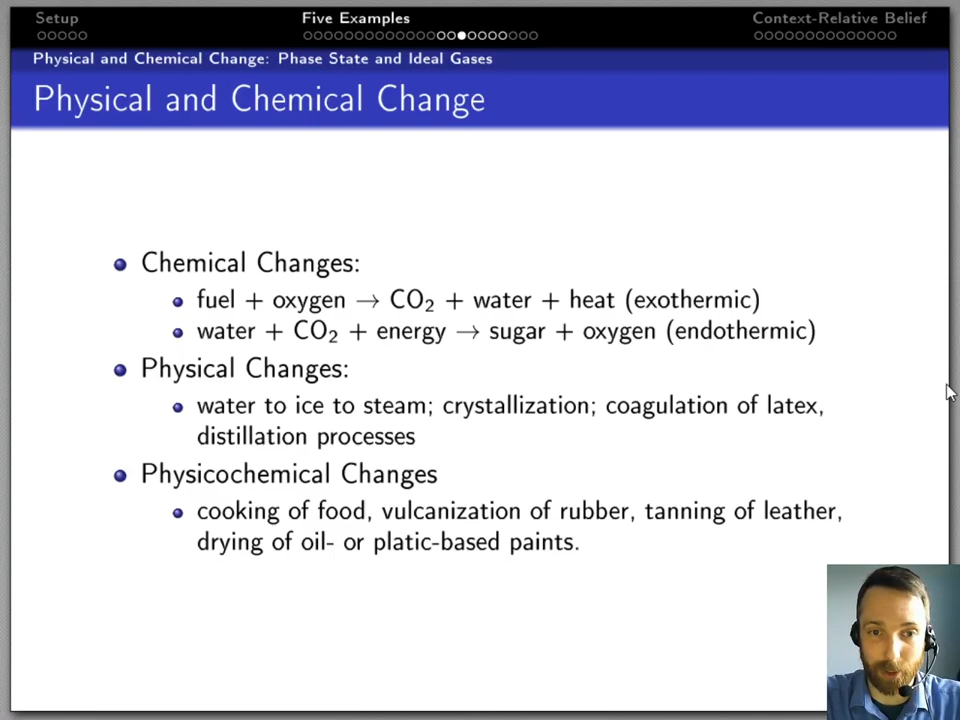 Setup Five Examples Context-Relative Belief
Physical and Chemical Change: Phase State and Ideal Gases
Physical and Chemical Change
Chemical Changes:
fuel + oxygen → CO₂ + water + heat (exothermic)
water + CO₂ + energy → sugar + oxygen (endothermic)
Physical Changes:
water to ice to steam; crystallization; coagulation of latex,
distillation processes
Physicochemical Changes
cooking of food, vulcanization of rubber, tanning of leather,
drying of oil- or platic-based paints.